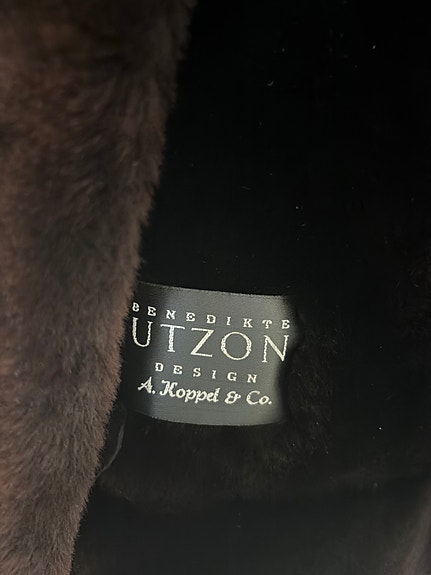 BENEDIKTE
UTZON
DESIGN
A. Koppel & Co.